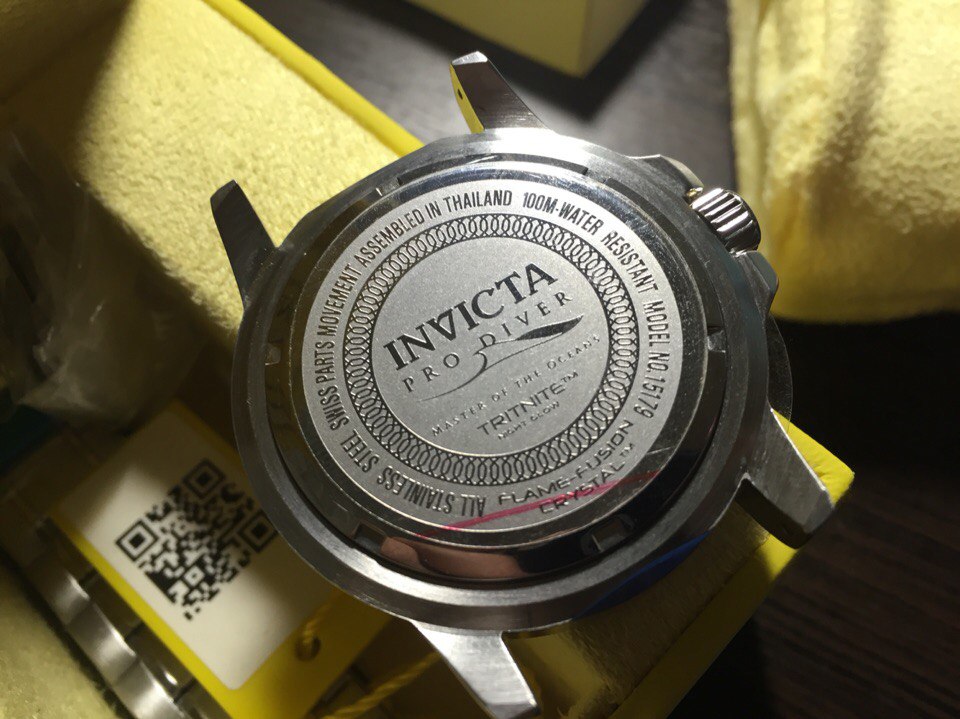 INVICTA
PRO DIVER
MASTER OF THE OCEANS
TRITNITE™
NIGHT GLOW
FLAME-FUSION
CRYSTAL™
ALL STAINLESS STEEL SWISS PARTS MOVEMENT ASSEMBLED IN THAILAND 100M-WATER RESISTANT MODEL NO.15179